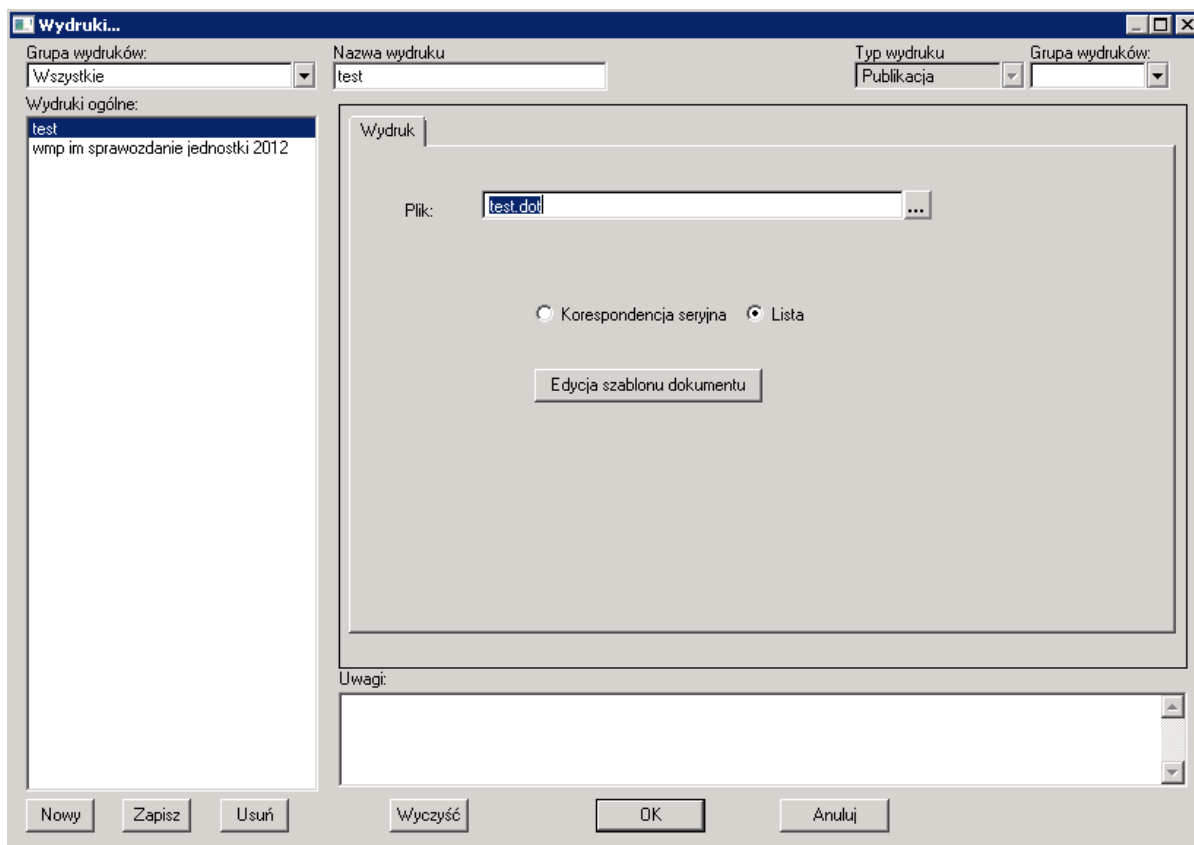 Wydruki...
Grupa wydruków: Nazwa wydruku Typ wydruku Grupa wydruków:
Wszystkie test Publikacja
Wydruki ogólne:
test
wmp im sprawozdanie jednostki 2012
Wydruk
Plik: test.dot ...
Korespondencja seryjna Lista
Edycja szablonu dokumentu
Uwagi:
Nowy Zapisz Usuń Wyczyść OK Anuluj